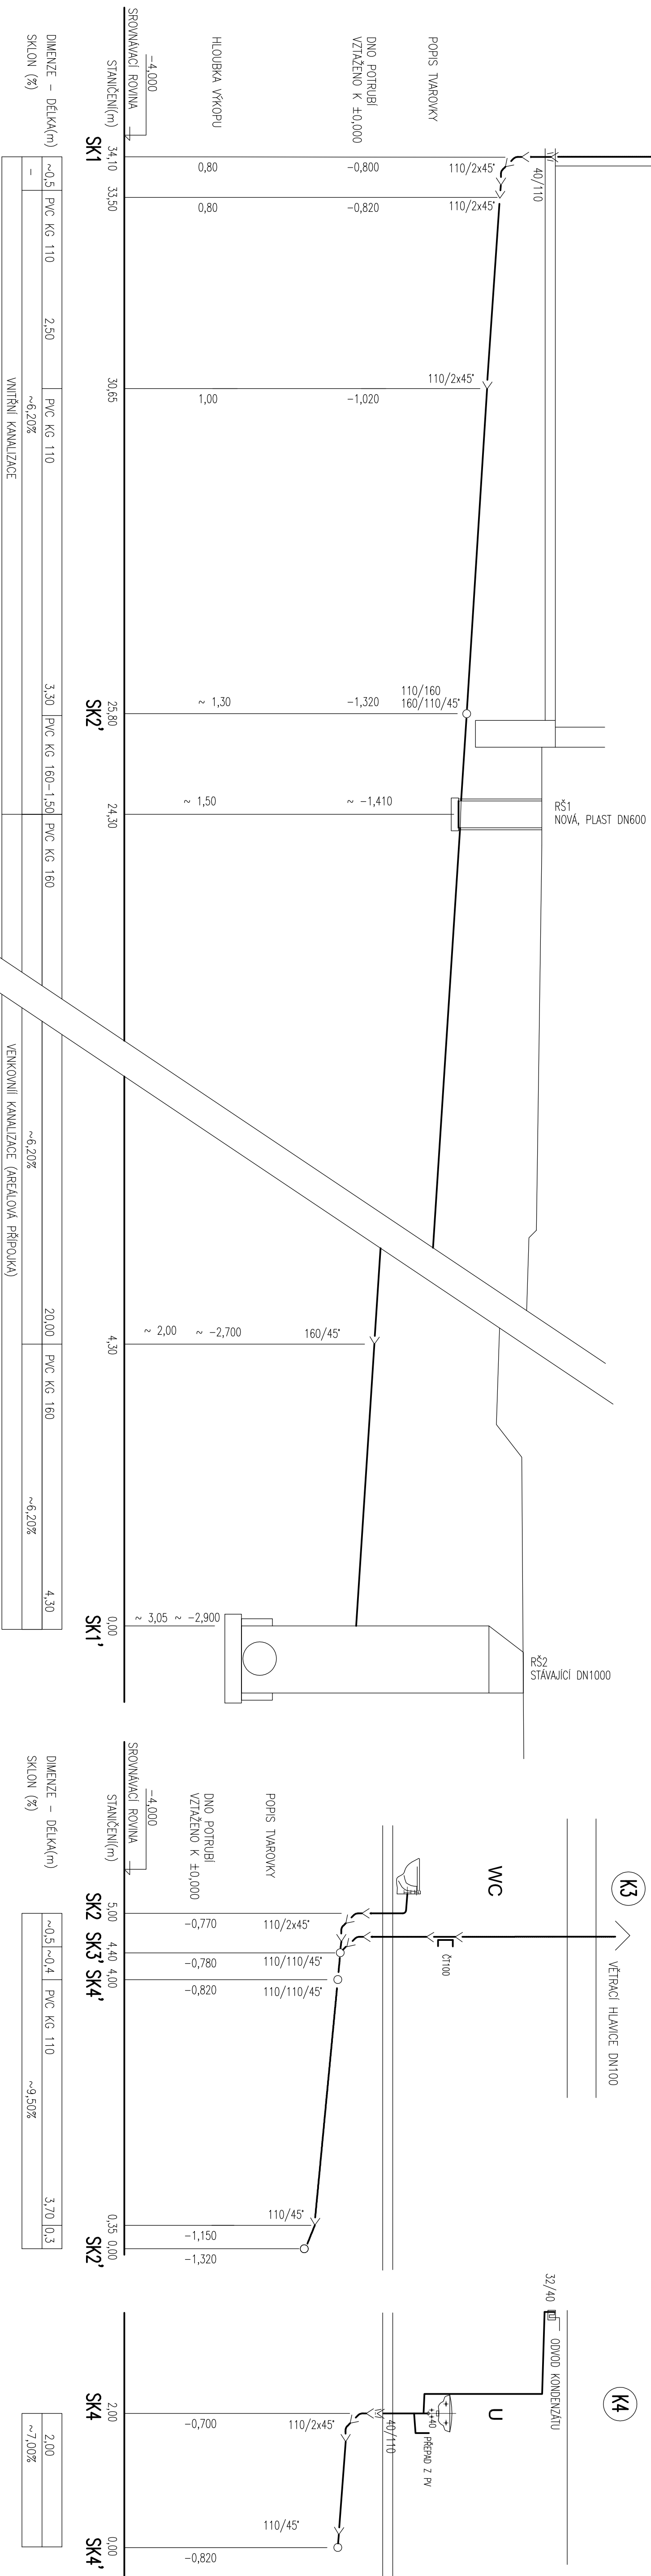 40/110
POPIS TVAROVKY
110/2x45°
110/2x45°
110/2x45°
110/160
160/110/45°
160/45°
RŠ1
NOVÁ, PLAST DN600
RŠ2
STÁVAJÍCÍ DN1000
DNO POTRUBÍ
VZTAŽENO K ±0,000
-0,800
-0,820
-1,020
-1,320
~ -1,410
~ -2,700
~ -2,900
HLOUBKA VÝKOPU
0,80
0,80
1,00
~ 1,30
~ 1,50
~ 2,00
~ 3,05
-4,000
SROVNÁVACÍ ROVINA
STANIČENÍ(m)
34,10
33,50
30,65
25,80
24,30
4,30
0,00
SK1
SK2'
SK1'
DIMENZE - DÉLKA(m)
~0,5
PVC KG 110
2,50
PVC KG 110
3,30
PVC KG 160-1,50
PVC KG 160
20,00
PVC KG 160
4,30
SKLON (%)
-
~6,20%
~6,20%
~6,20%
VNITŘNÍ KANALIZACE
VENKOVNÍÍ KANALIZACE (AREÁLOVÁ PŘÍPOJKA)
K3
VĚTRACÍ HLAVICE DN100
WC
ČT100
POPIS TVAROVKY
110/2x45°
110/110/45°
110/110/45°
110/45°
DNO POTRUBÍ
VZTAŽENO K ±0,000
-0,770
-0,780
-0,820
-1,150
-1,320
-4,000
SROVNÁVACÍ ROVINA
STANIČENÍ(m)
5,00
4,40
4,00
0,35
0,00
SK2
SK3'
SK4'
SK2'
DIMENZE - DÉLKA(m)
~0,5
~0,4
PVC KG 110
3,70
0,3
SKLON (%)
~9,50%
K4
32/40
ODVOD KONDENZÁTU
U
40
PŘEPAD Z PV
40/110
110/2x45°
110/45°
-0,700
-0,820
2,00
0,00
SK4
SK4'
2,00
~7,00%